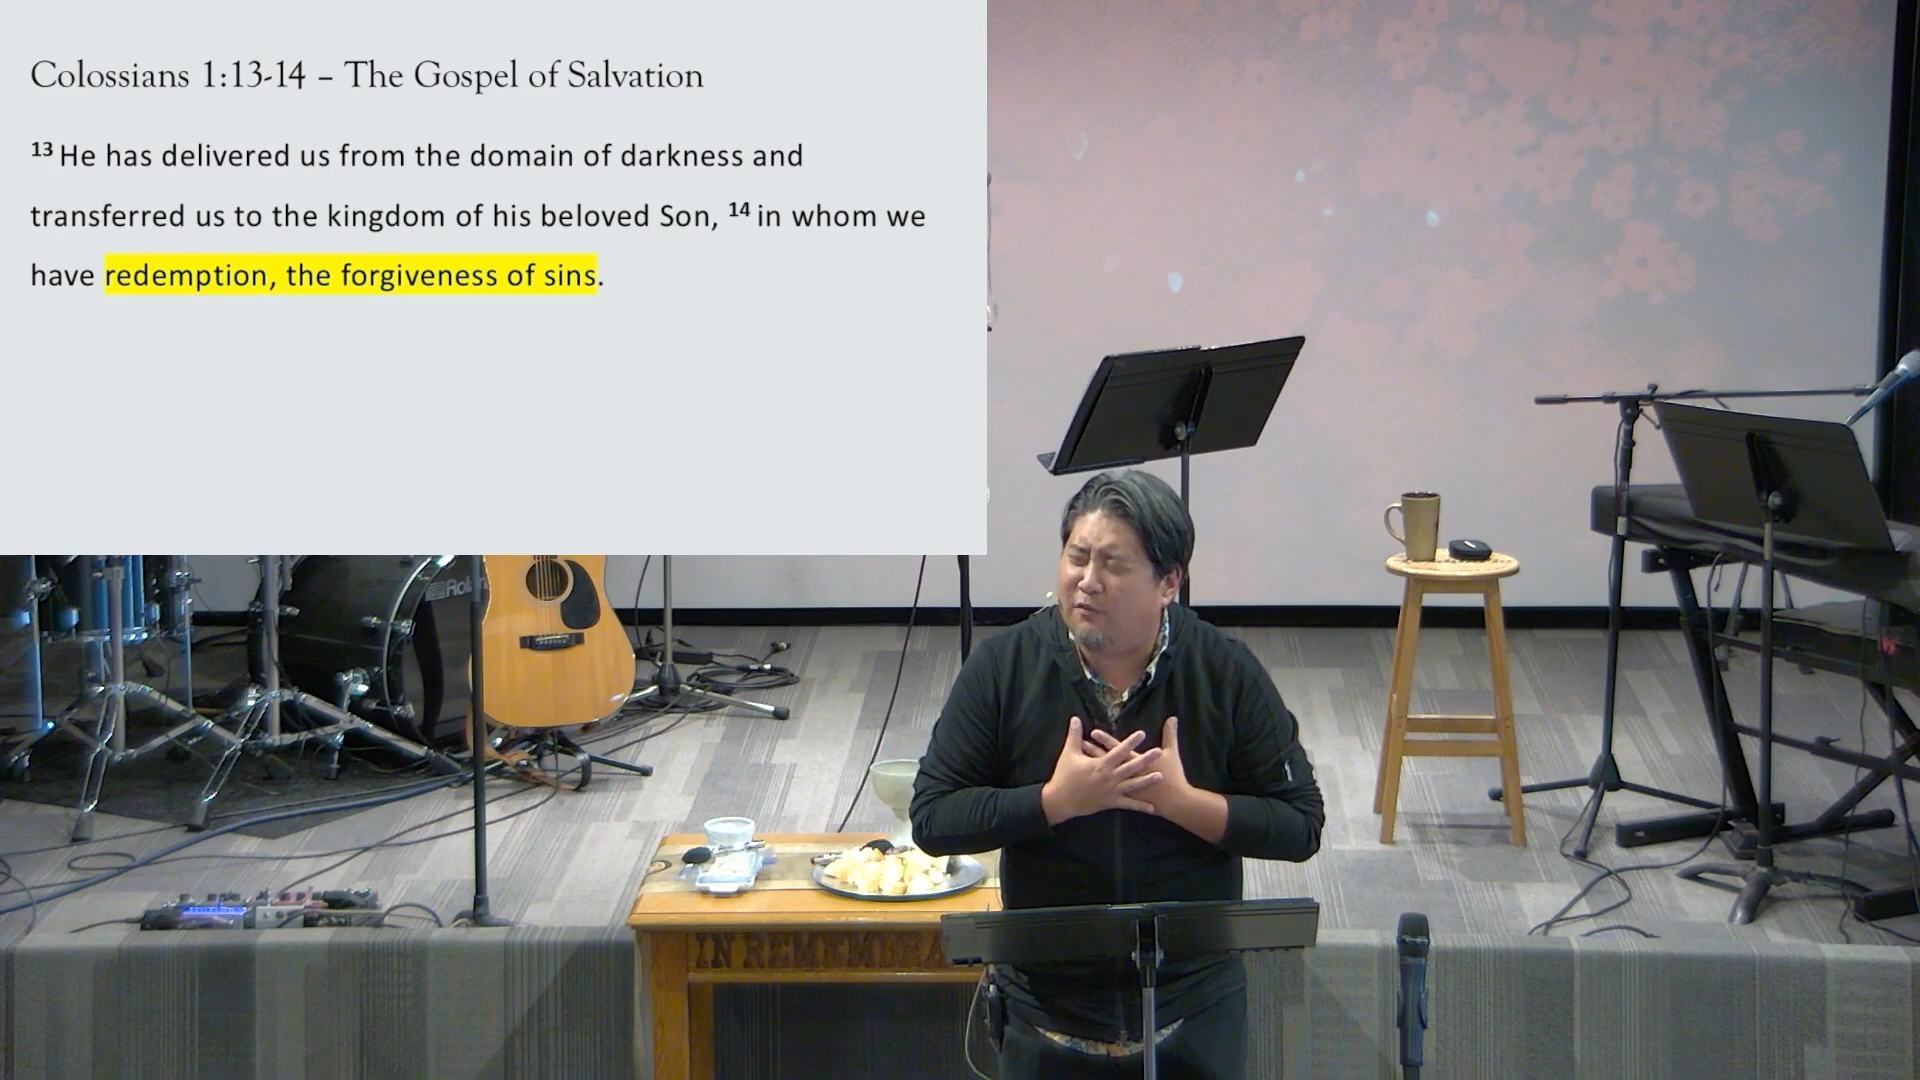 Colossians 1:13-14 – The Gospel of Salvation
13 He has delivered us from the domain of darkness and
transferred us to the kingdom of his beloved Son, 14 in whom we
have redemption, the forgiveness of sins.
Rol
IN REMEMBRA